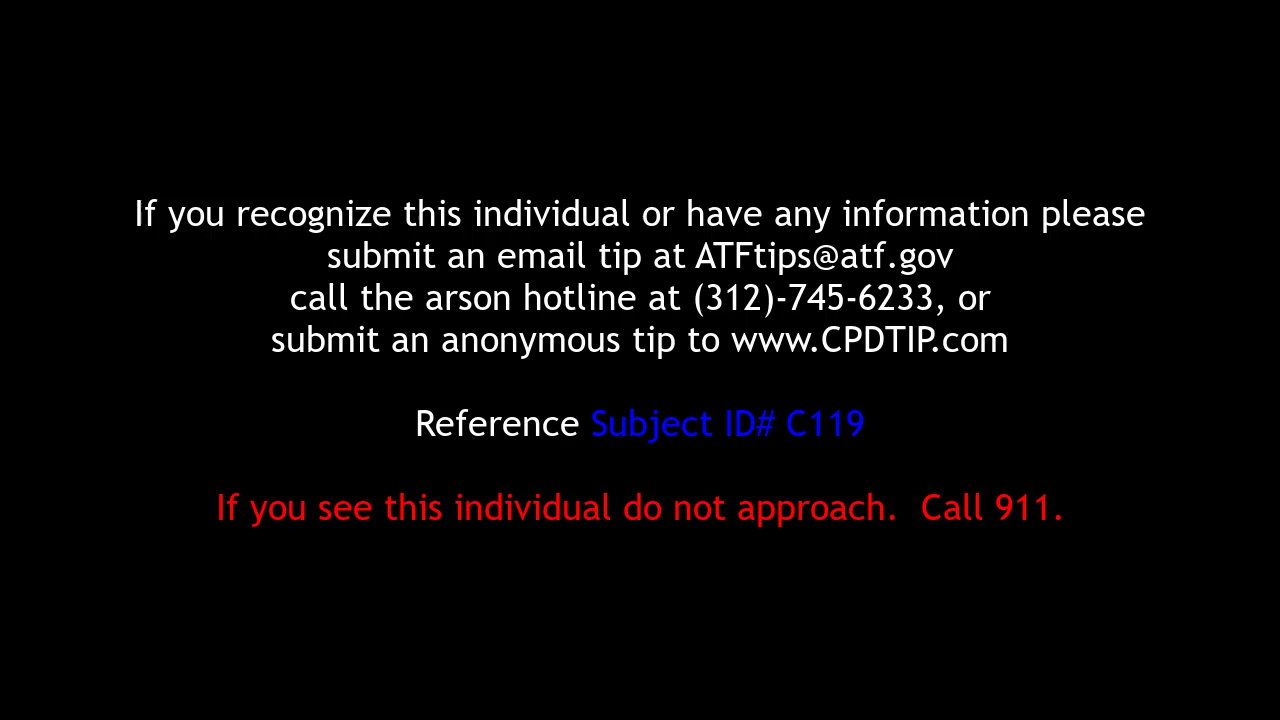 If you recognize this individual or have any information please
submit an email tip at ATFtips@atf.gov
call the arson hotline at (312)-745-6233, or
submit an anonymous tip to www.CPDTIP.com
Reference Subject ID# C119
If you see this individual do not approach.  Call 911.